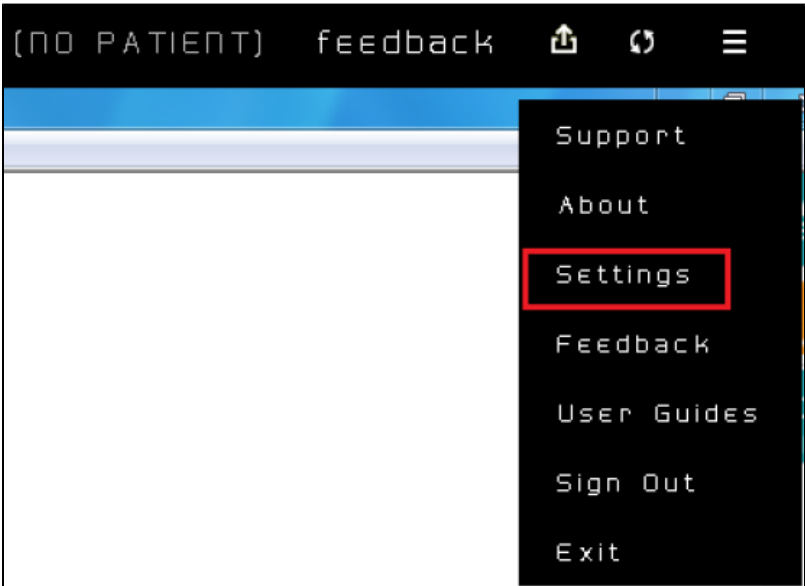 (NO PATIENT) feedback
Support
About
Settings
Feedback
User Guides
Sign Out
Exit